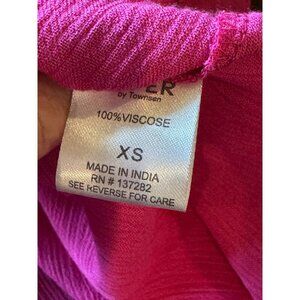 by Townsen
100%VISCOSE
XS
MADE IN INDIA
RN # 137282
SEE REVERSE FOR CARE